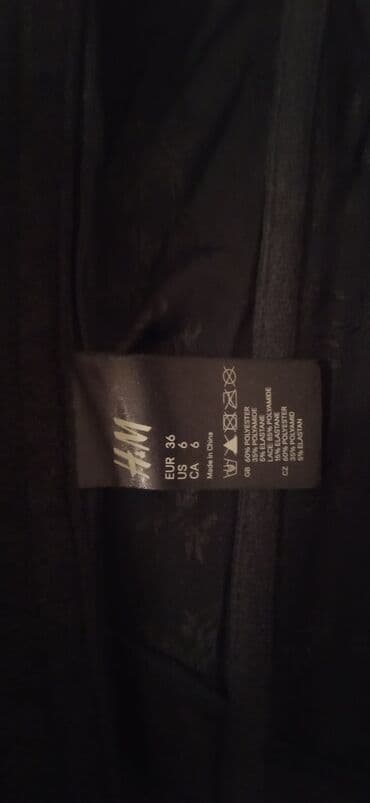 H&M
EUR 36
US 6
CA 6
Made in China
GB 60% POLYESTER
35% POLYAMIDE
5% ELASTANE
LACE 85% POLYAMIDE
15% ELASTANE
CZ 60% POLYESTER
35% POLYAMID
5% ELASTAN